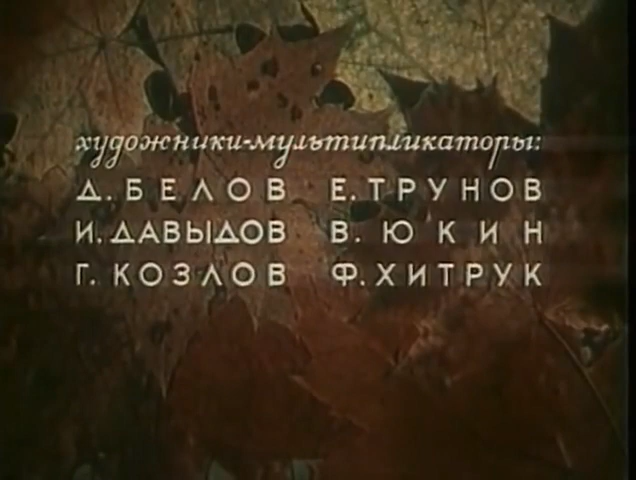 художники-мультипликаторы:
Д. БЕЛОВ Е. ТРУНОВ
И. ДАВЫДОВ В. ЮКИН
Г. КОЗЛОВ Ф. ХИТРУК